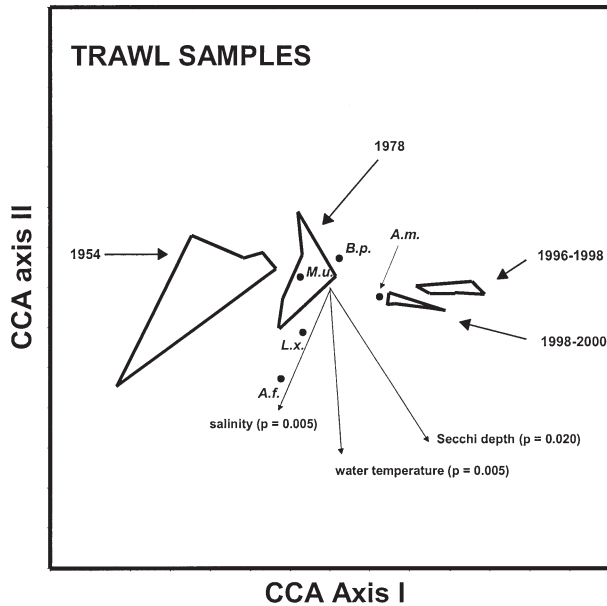 TRAWL SAMPLES
1978
A.m.
B.p.
1954
1996-1998
M.u.
1998-2000
L.x.
A.f.
salinity (p = 0.005)
Secchi depth (p = 0.020)
water temperature (p = 0.005)
CCA axis II
CCA Axis I